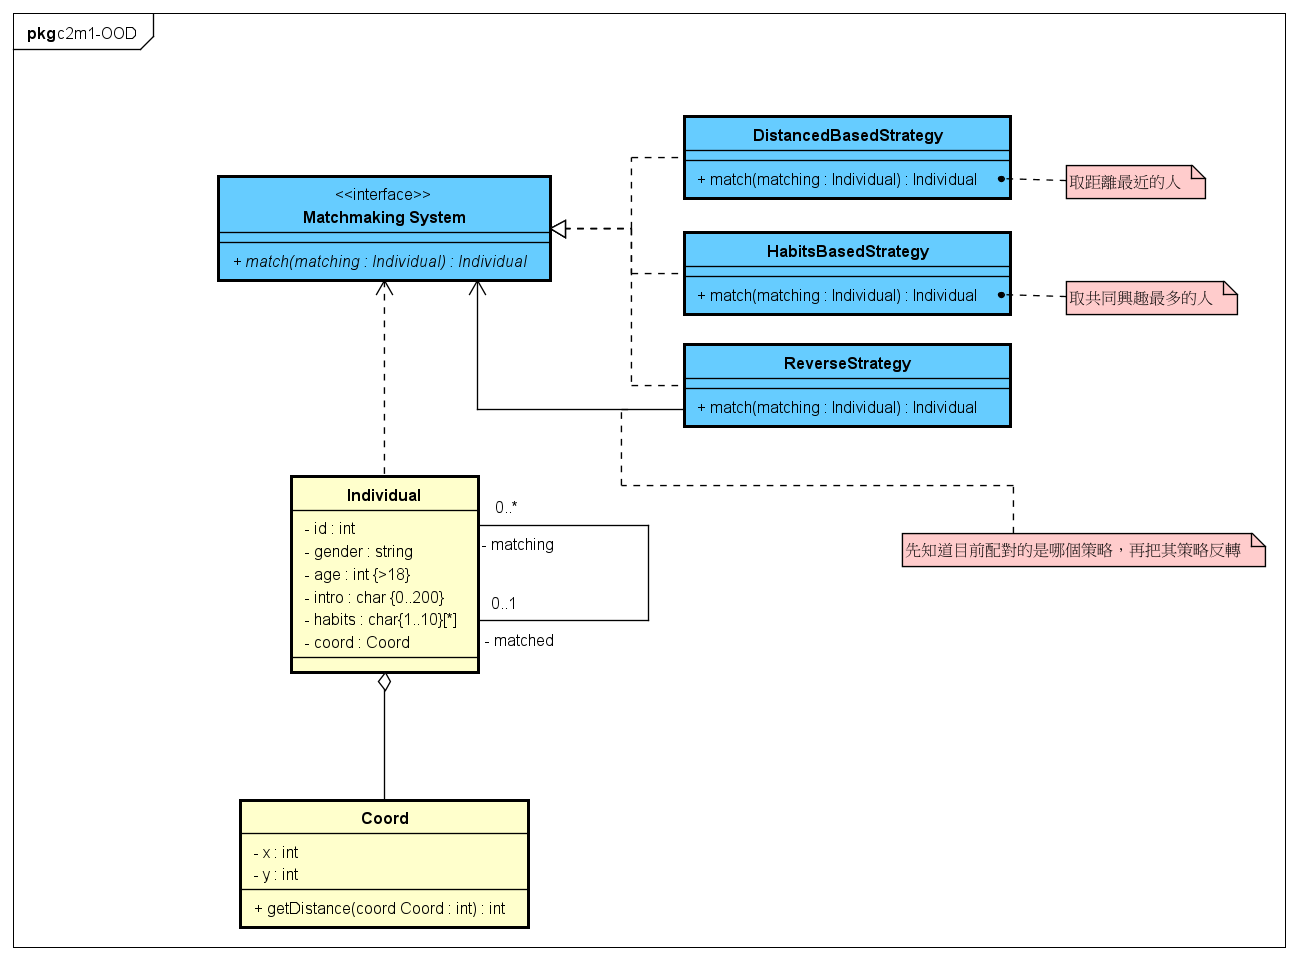 pkg c2m1-OOD
<<interface>>
Matchmaking System
+ match(matching : Individual) : Individual
DistancedBasedStrategy
+ match(matching : Individual) : Individual
取距離最近的人
HabitsBasedStrategy
+ match(matching : Individual) : Individual
取共同興趣最多的人
ReverseStrategy
+ match(matching : Individual) : Individual
先知道目前配對的是哪個策略，再把其策略反轉
Individual
- id : int
- gender : string
- age : int {>18}
- intro : char {0..200}
- habits : char{1..10}[*]
- coord : Coord
0..*
- matching
0..1
- matched
Coord
- x : int
- y : int
+ getDistance(coord Coord : int) : int